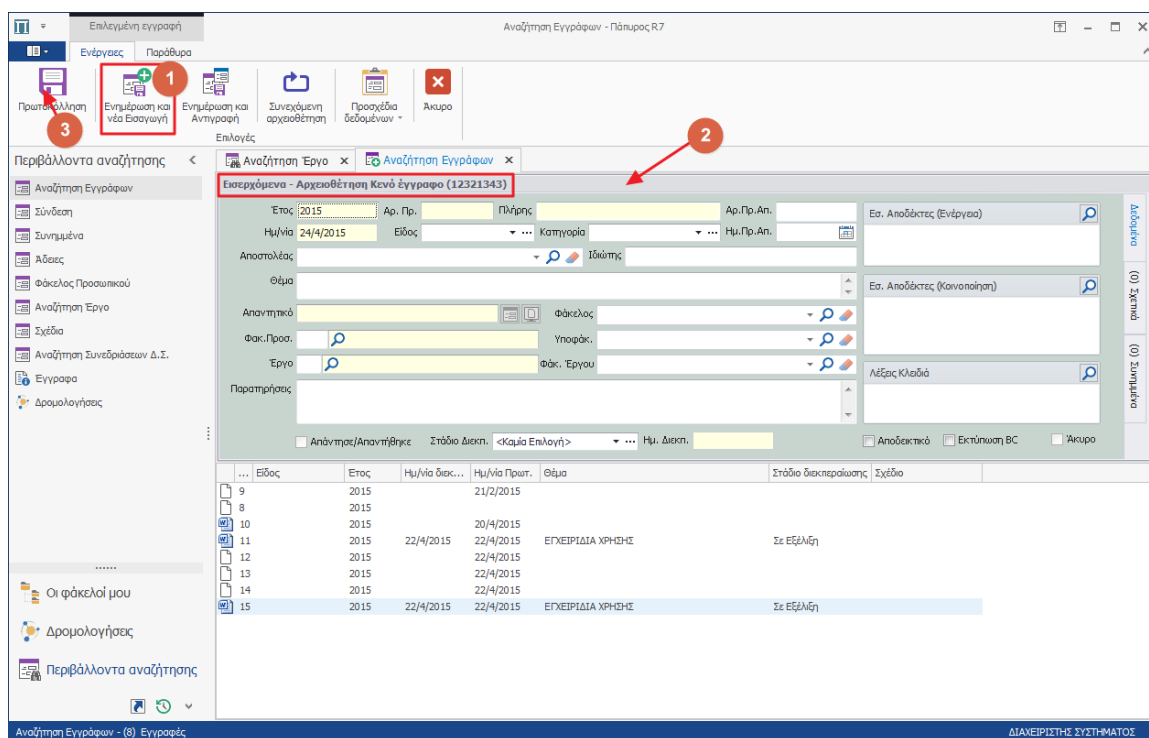 Επιλεγμένη εγγραφή
Αναζήτηση Εγγράφων - Πάπυρος R7
Ενέργειες Παράθυρα
Πρωτοκόλληση
Ενημέρωση και νέα Εισαγωγή
Ενημέρωση και Αντιγραφή
Συνεχόμενη αρχειοθέτηση
Προσχέδια δεδομένων
Άκυρο
1
3
Επιλογές
2
Περιβάλλοντα αναζήτησης
Αναζήτηση Έργο x Αναζήτηση Εγγράφων x
Εισερχόμενα - Αρχειοθέτηση Κενό έγγραφο (12321343)
Αναζήτηση Εγγράφων
Σύνδεση
Συνημμένα
Άδειες
Φάκελος Προσωπικού
Αναζήτηση Έργο
Σχέδια
Αναζήτηση Συνεδριάσεων Δ.Σ.
Έγγραφα
Δρομολογήσεις
Έτος 2015 Αρ. Πρ. Πλήρης Αρ.Πρ.Απ.
Ημ/νία 24/4/2015 Είδος Κατηγορία Ημ.Πρ.Απ.
Αποστολέας Ιδιώτης
Θέμα
Απαντητικό Φάκελος
Φακ.Προσ. Υποφάκ.
Έργο Φάκ. Έργου
Παρατηρήσεις
Απάντησε/Απαντήθηκε Στάδιο Διεκπ. <Καμία Επιλογή> Ημ. Διεκπ.
Εσ. Αποδέκτες (Ενέργεια)
Εσ. Αποδέκτες (Κοινοποίηση)
Λέξεις Κλειδιά
Αποδεικτικό Εκτύπωση BC Άκυρο
Δεδομένα
(0) Σχετικά
(0) Συνημμένα
... Είδος Έτος Ημ/νία διεκ... Ημ/νία Πρωτ. Θέμα Στάδιο διεκπεραίωσης Σχέδιο
9 2015 21/2/2015
8 2015
10 2015 20/4/2015
11 2015 22/4/2015 22/4/2015 ΕΓΧΕΙΡΙΔΙΑ ΧΡΗΣΗΣ Σε Εξέλιξη
12 2015 22/4/2015
13 2015 22/4/2015
14 2015 22/4/2015
15 2015 22/4/2015 22/4/2015 ΕΓΧΕΙΡΙΔΙΑ ΧΡΗΣΗΣ Σε Εξέλιξη
Οι φάκελοί μου
Δρομολογήσεις
Περιβάλλοντα αναζήτησης
Αναζήτηση Εγγράφων - (8) Εγγραφές
ΔΙΑΧΕΙΡΙΣΤΗΣ ΣΥΣΤΗΜΑΤΟΣ